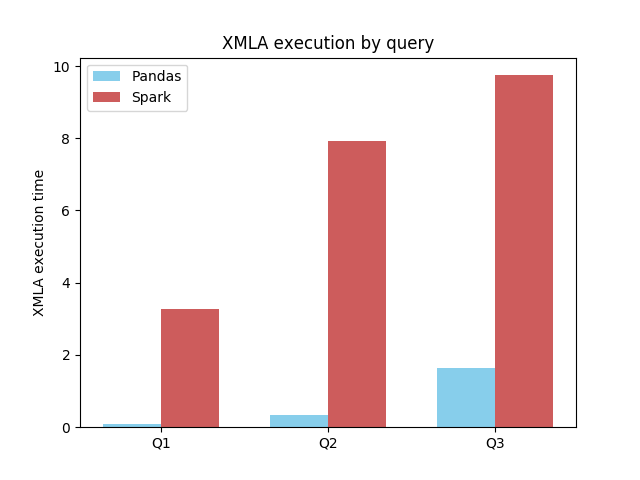 XMLA execution by query
Pandas
Spark
XMLA execution time
10
8
6
4
2
0
Q1 Q2 Q3